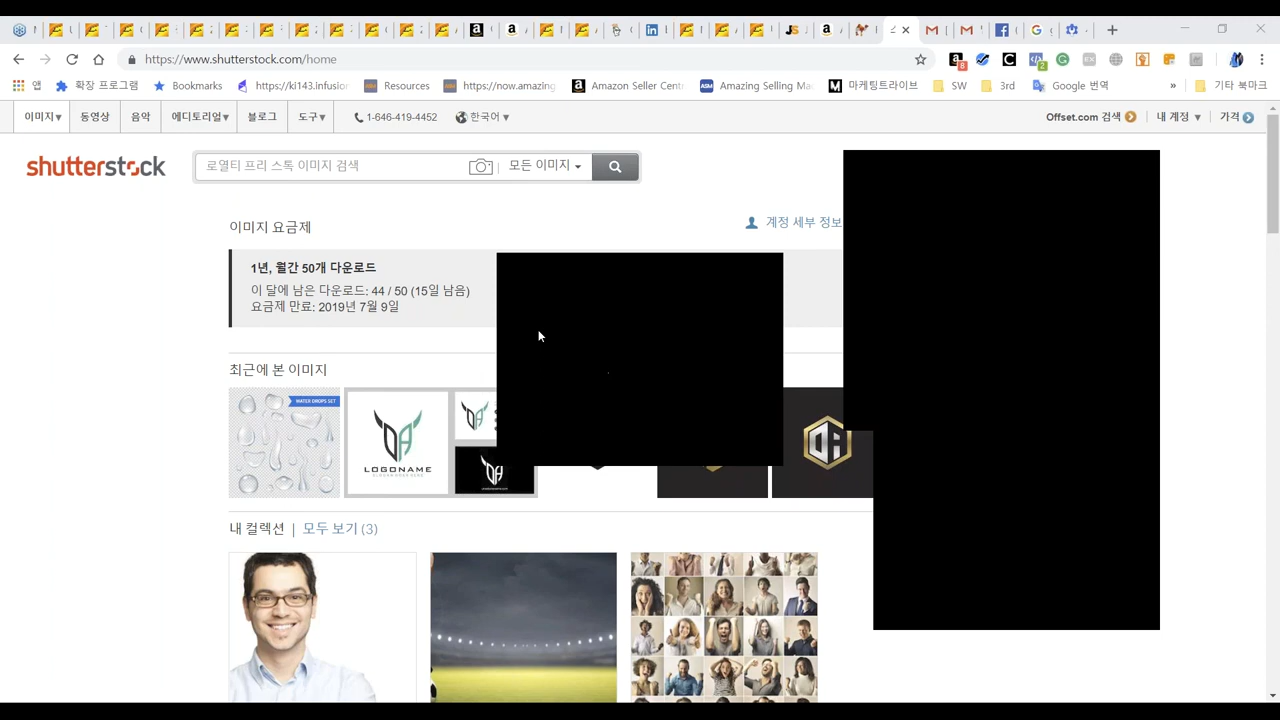 https://www.shutterstock.com/home
앱
확장 프로그램
Bookmarks
https://ki143.infusion
Resources
https://now.amazing
Amazon Seller Cent
Amazing Selling Ma
마케팅트라이브
SW
3rd
Google 번역
»
기타 북마크
이미지 동영상 음악 에디토리얼 블로그 도구
1-646-419-4452
한국어
Offset.com 검색
내 계정
가격
shutterstock
로열티 프리 스톡 이미지 검색
모든 이미지
이미지 요금제
계정 세부 정보
1년, 월간 50개 다운로드
이 달에 남은 다운로드: 44 / 50 (15일 남음)
요금제 만료: 2019년 7월 9일
최근에 본 이미지
WATER DROPS SET
LOGONAME
DA
내 컬렉션 | 모두 보기 (3)